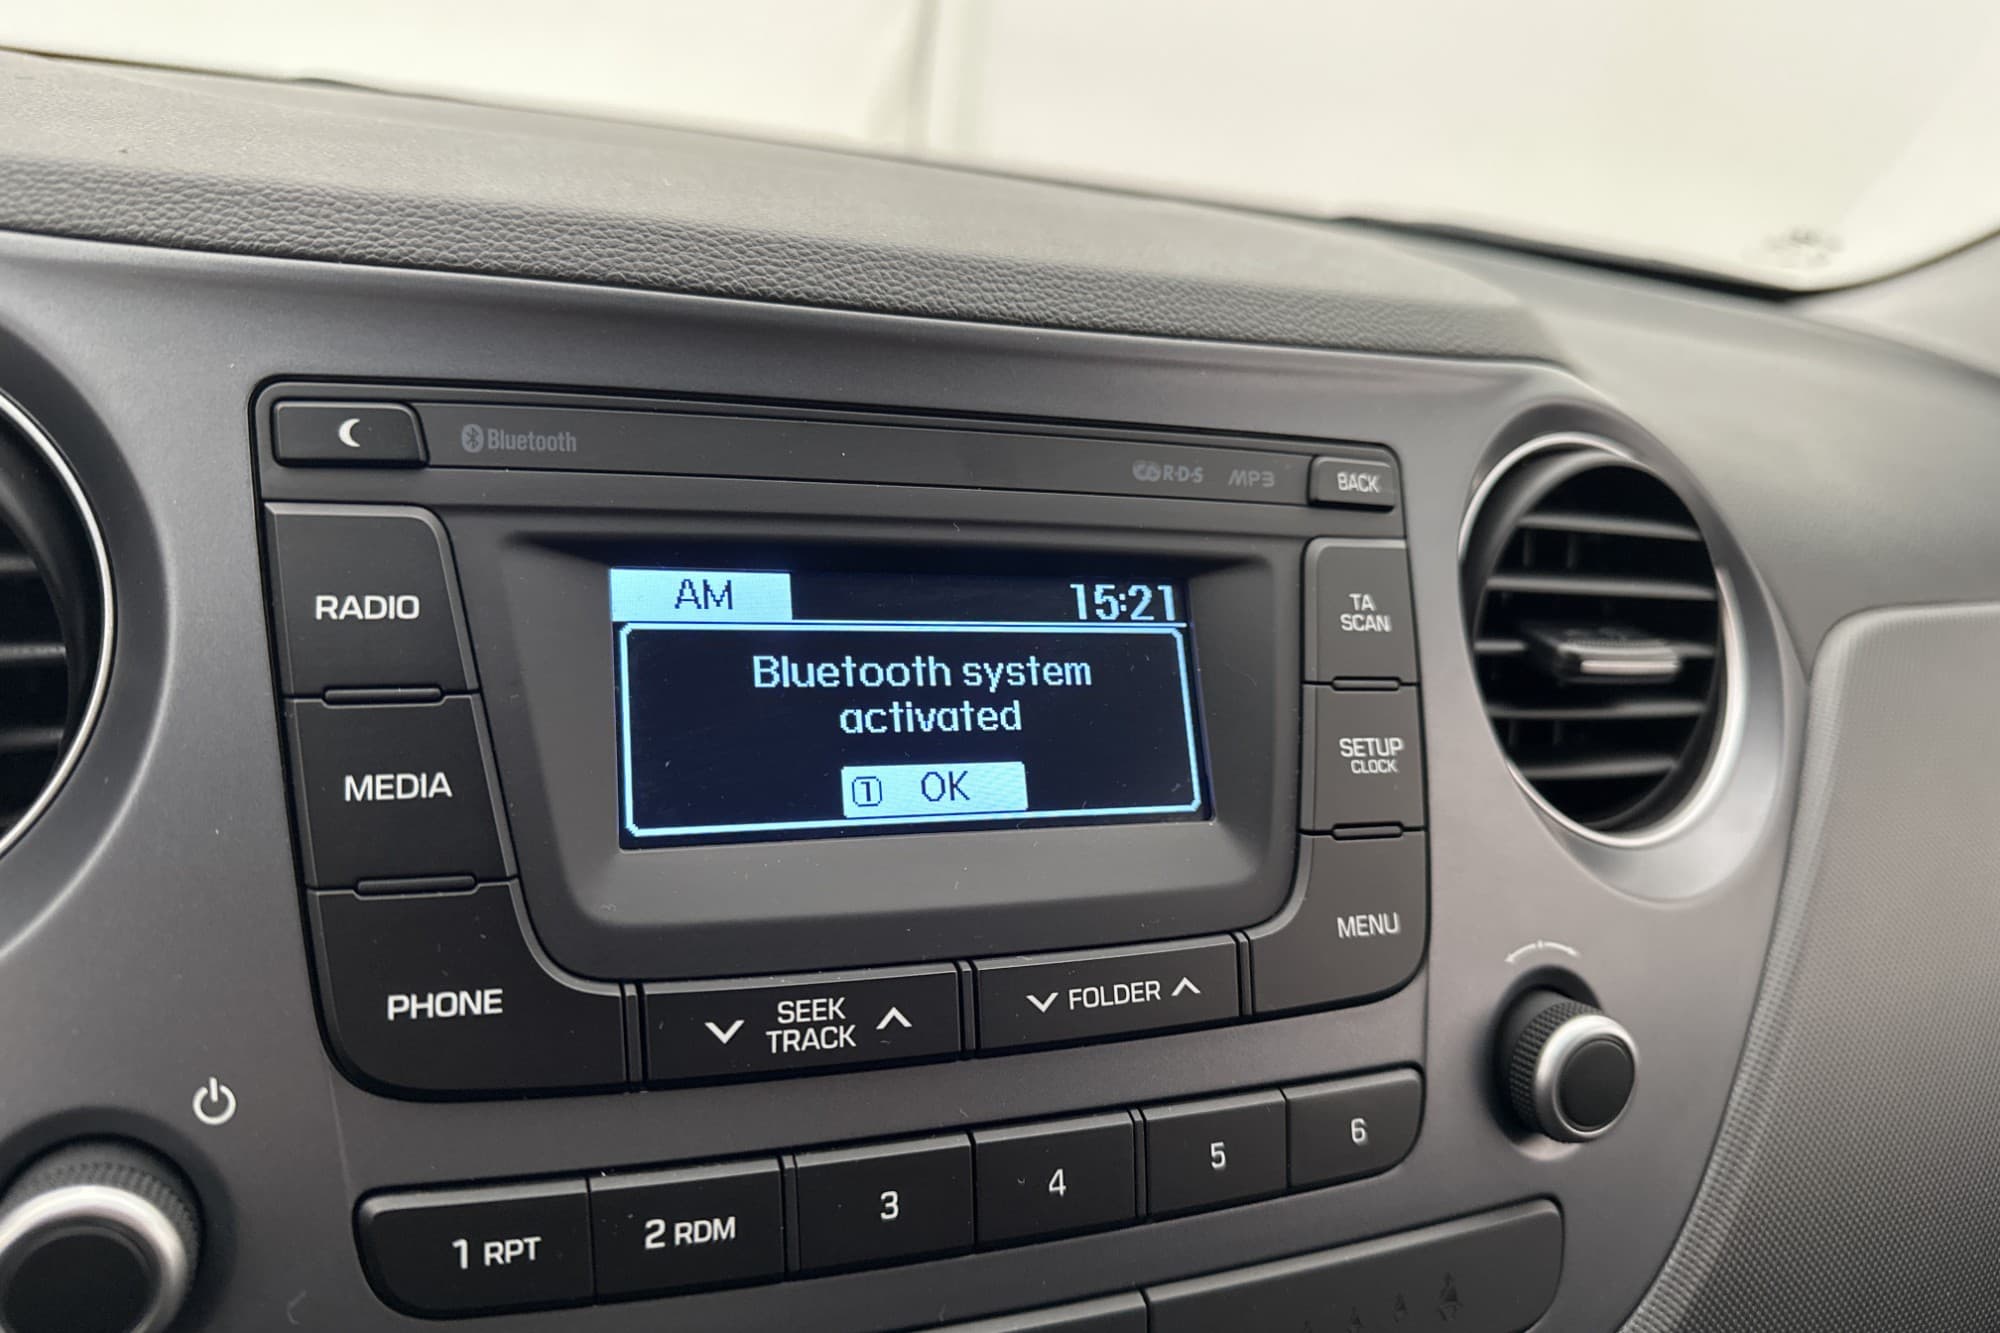 Bluetooth
R·D·S MP3
BACK
RADIO
AM 15:21
TA
SCAN
Bluetooth system
activated
1 OK
MEDIA
SETUP
CLOCK
MENU
PHONE
SEEK
TRACK
FOLDER
1 RPT
2 RDM
3
4
5
6